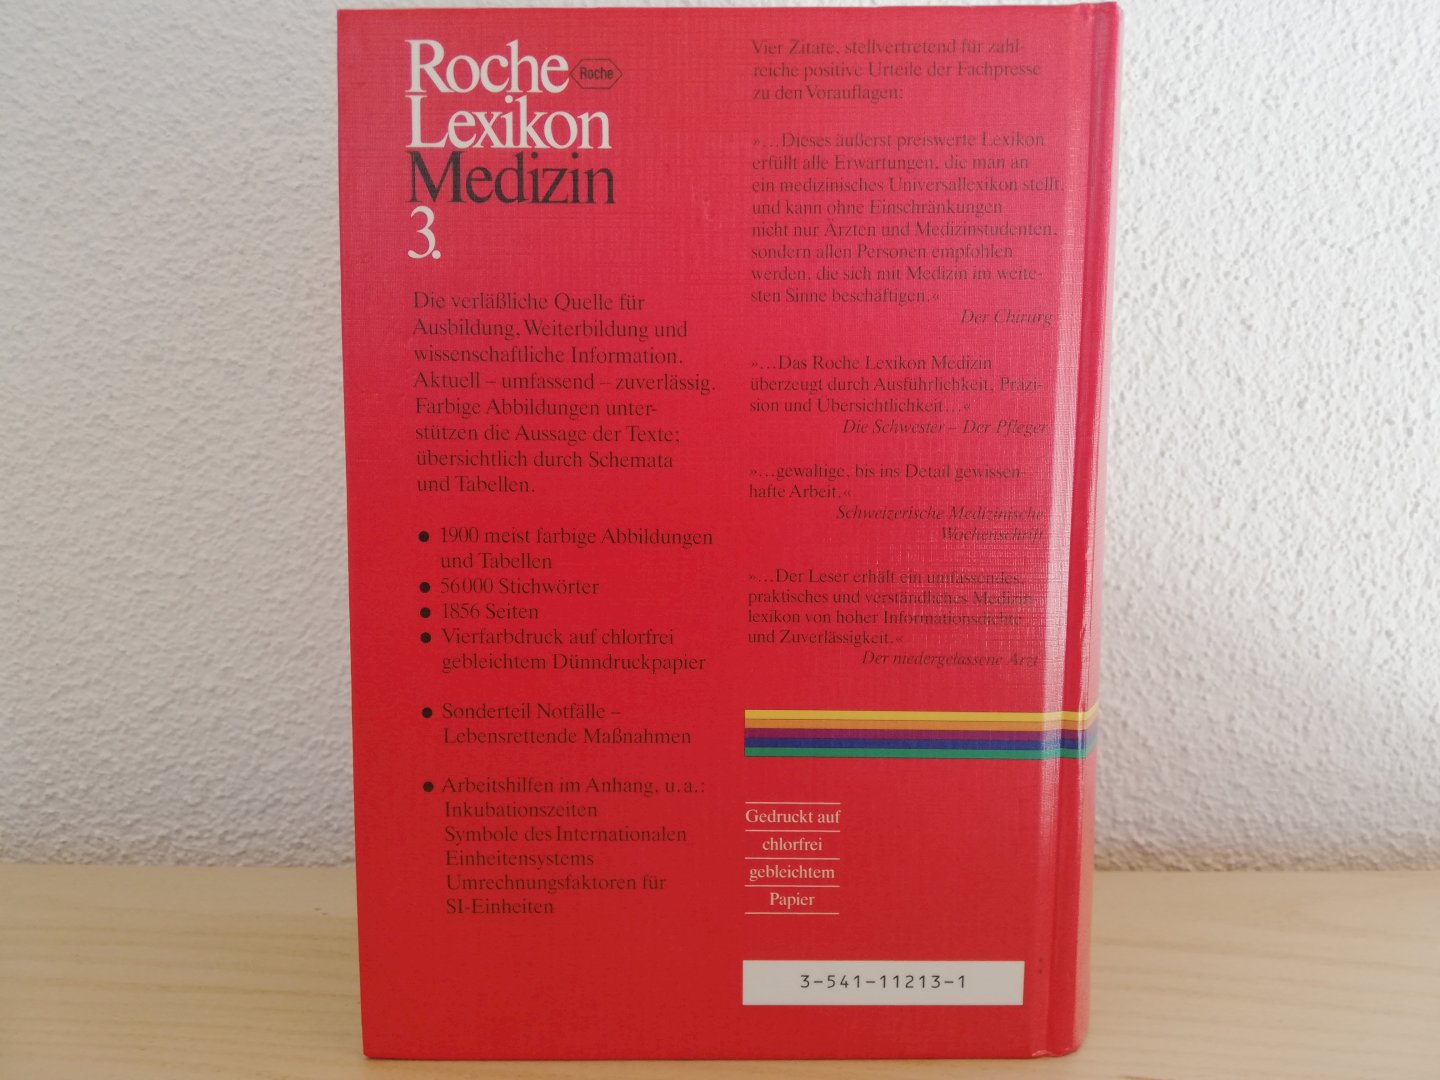 Roche
Roche
Lexikon
Medizin
3.
Die verläßliche Quelle für
Ausbildung, Weiterbildung und
wissenschaftliche Information.
Aktuell – umfassend – zuverlässig.
Farbige Abbildungen unter-
stützen die Aussage der Texte;
übersichtlich durch Schemata
und Tabellen.
● 1900 meist farbige Abbildungen
und Tabellen
● 56000 Stichwörter
● 1856 Seiten
● Vierfarbdruck auf chlorfrei
gebleichtem Dünndruckpapier
● Sonderteil Notfälle –
Lebensrettende Maßnahmen
● Arbeitshilfen im Anhang, u. a.:
Inkubationszeiten
Symbole des Internationalen
Einheitensystems
Umrechnungsfaktoren für
SI-Einheiten
Vier Zitate, stellvertretend für zahl-
reiche positive Urteile der Fachpresse
zu den Vorauflagen:
»…Dieses äußerst preiswerte Lexikon
erfüllt alle Erwartungen, die man an
ein medizinisches Universallexikon stellt,
und kann ohne Einschränkungen
nicht nur Ärzten und Medizinstudenten,
sondern allen Personen empfohlen
werden, die sich mit Medizin im weite-
sten Sinne beschäftigen.«
Der Chirurg
»…Das Roche Lexikon Medizin
überzeugt durch Ausführlichkeit, Präzi-
sion und Übersichtlichkeit…«
Die Schwester – Der Pfleger
»…gewaltige, bis ins Detail gewissen-
hafte Arbeit.«
Schweizerische Medizinische
Wochenschrift
»…Der Leser erhält ein umfassendes,
praktisches und verständliches Medizin-
lexikon von hoher Informationsdichte
und Zuverlässigkeit.«
Der niedergelassene Arzt
Gedruckt auf
chlorfrei
gebleichtem
Papier
3-541-11213-1